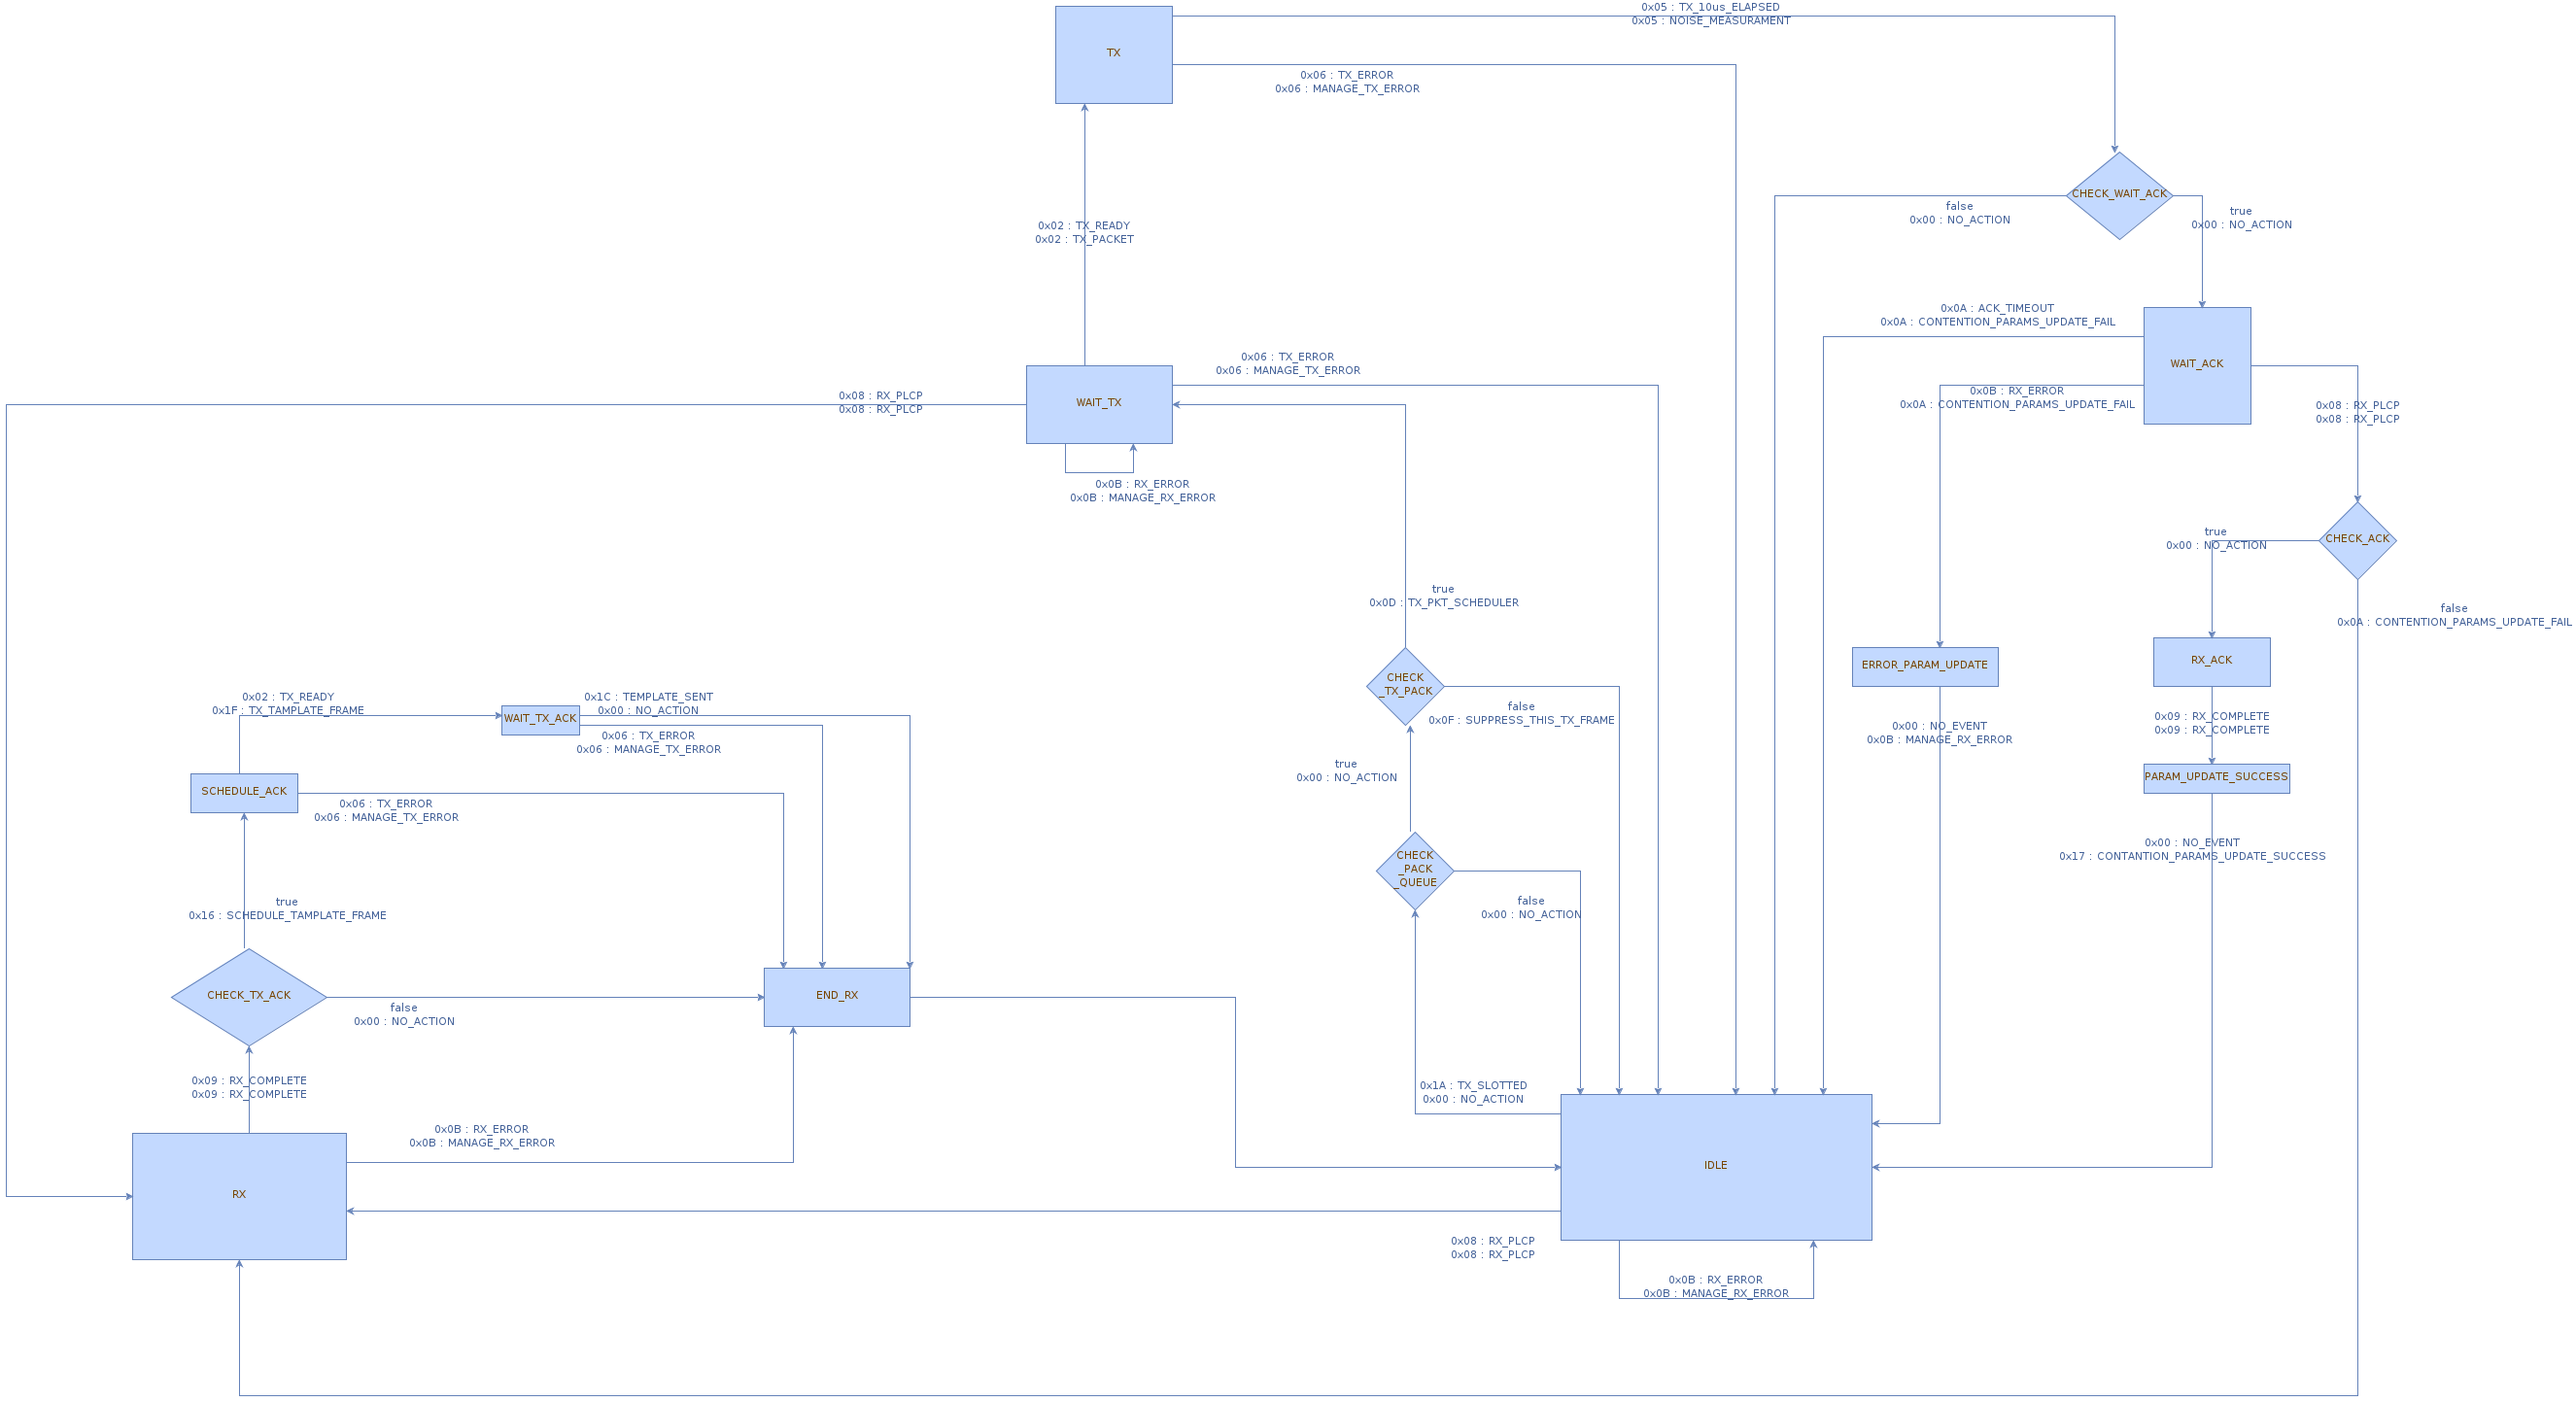 0x05 : TX_10us_ELAPSED
0x05 : NOISE_MEASURAMENT
TX
0x06 : TX_ERROR
0x06 : MANAGE_TX_ERROR
CHECK_WAIT_ACK
false
0x00 : NO_ACTION
true
0x00 : NO_ACTION
0x02 : TX_READY
0x02 : TX_PACKET
0x0A : ACK_TIMEOUT
0x0A : CONTENTION_PARAMS_UPDATE_FAIL
WAIT_ACK
0x06 : TX_ERROR
0x06 : MANAGE_TX_ERROR
0x08 : RX_PLCP
0x08 : RX_PLCP
WAIT_TX
0x0B : RX_ERROR
0x0A : CONTENTION_PARAMS_UPDATE_FAIL
0x08 : RX_PLCP
0x08 : RX_PLCP
0x0B : RX_ERROR
0x0B : MANAGE_RX_ERROR
true
0x00 : NO_ACTION
CHECK_ACK
true
0x0D : TX_PKT_SCHEDULER
false
0x0A : CONTENTION_PARAMS_UPDATE_FAIL
ERROR_PARAM_UPDATE
RX_ACK
CHECK
_TX_PACK
0x02 : TX_READY
0x1F : TX_TAMPLATE_FRAME
WAIT_TX_ACK
0x1C : TEMPLATE_SENT
0x00 : NO_ACTION
false
0x0F : SUPPRESS_THIS_TX_FRAME
0x06 : TX_ERROR
0x06 : MANAGE_TX_ERROR
0x00 : NO_EVENT
0x0B : MANAGE_RX_ERROR
0x09 : RX_COMPLETE
0x09 : RX_COMPLETE
true
0x00 : NO_ACTION
PARAM_UPDATE_SUCCESS
SCHEDULE_ACK
0x06 : TX_ERROR
0x06 : MANAGE_TX_ERROR
CHECK
_PACK
_QUEUE
0x00 : NO_EVENT
0x17 : CONTANTION_PARAMS_UPDATE_SUCCESS
true
0x16 : SCHEDULE_TAMPLATE_FRAME
false
0x00 : NO_ACTION
CHECK_TX_ACK
false
0x00 : NO_ACTION
END_RX
0x09 : RX_COMPLETE
0x09 : RX_COMPLETE
0x1A : TX_SLOTTED
0x00 : NO_ACTION
0x0B : RX_ERROR
0x0B : MANAGE_RX_ERROR
RX
IDLE
0x08 : RX_PLCP
0x08 : RX_PLCP
0x0B : RX_ERROR
0x0B : MANAGE_RX_ERROR